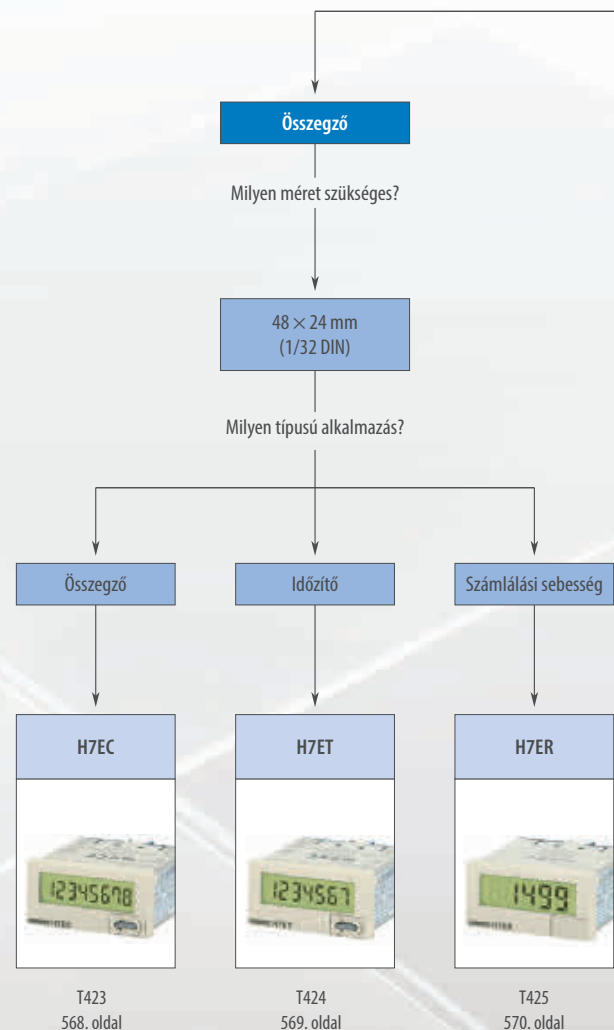 Összegző
Milyen méret szükséges?
48 × 24 mm
(1/32 DIN)
Milyen típusú alkalmazás?
Összegző
Időzítő
Számlálási sebesség
H7EC
H7ET
H7ER
12345678
1234567
1499
T423
568. oldal
T424
569. oldal
T425
570. oldal